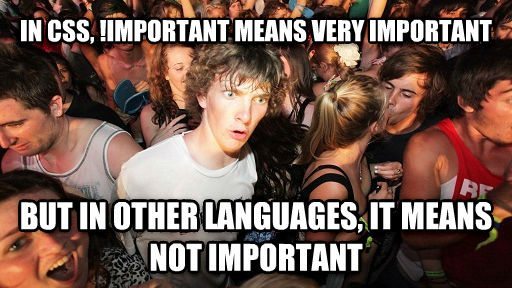 IN CSS, !IMPORTANT MEANS VERY IMPORTANT
BUT IN OTHER LANGUAGES, IT MEANS
NOT IMPORTANT